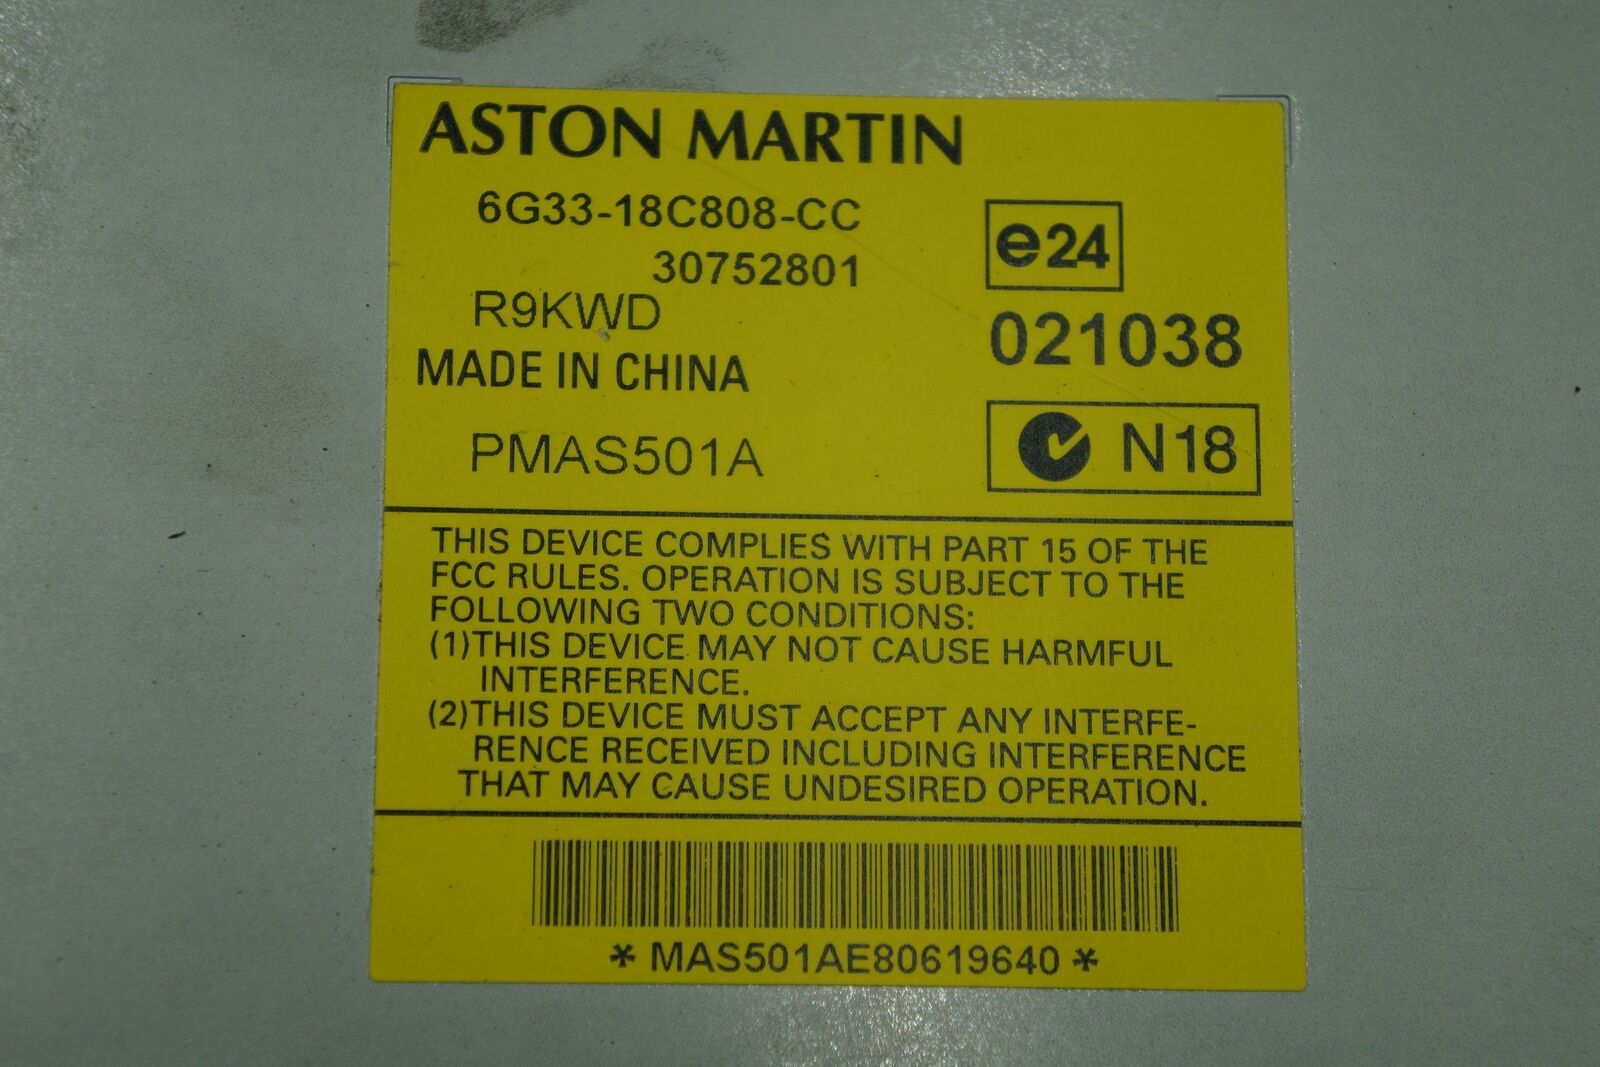 ASTON MARTIN
6G33-18C808-CC
30752801
R9KWD
MADE IN CHINA
PMAS501A
e24
021038
N18
THIS DEVICE COMPLIES WITH PART 15 OF THE
FCC RULES. OPERATION IS SUBJECT TO THE
FOLLOWING TWO CONDITIONS:
(1)THIS DEVICE MAY NOT CAUSE HARMFUL
INTERFERENCE.
(2)THIS DEVICE MUST ACCEPT ANY INTERFE-
RENCE RECEIVED INCLUDING INTERFERENCE
THAT MAY CAUSE UNDESIRED OPERATION.
* MAS501AE80619640 *